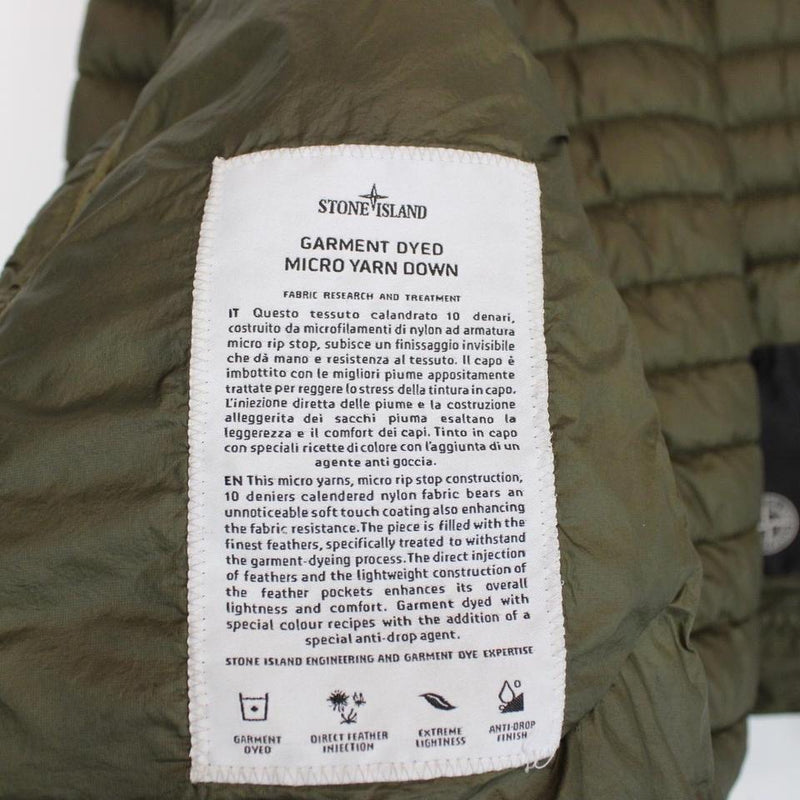 STONE ISLAND
GARMENT DYED
MICRO YARN DOWN
FABRIC RESEARCH AND TREATMENT
IT Questo tessuto calandrato 10 denari,
costruito da microfilamenti di nylon ad armatura
micro rip stop, subisce un finissaggio invisibile
che dà mano e resistenza al tessuto. Il capo è
imbottito con le migliori piume appositamente
trattate per reggere lo stress della tintura in capo.
L'iniezione diretta delle piume e la costruzione
alleggerita dei sacchi piuma esaltano la
leggerezza e il comfort dei capi. Tinto in capo
con speciali ricette di colore con l'aggiunta di un
agente anti goccia.
EN This micro yarns, micro rip stop construction,
10 deniers calendered nylon fabric bears an
unnoticeable soft touch coating also enhancing
the fabric resistance.The piece is filled with the
finest feathers, specifically treated to withstand
the garment-dyeing process.The direct injection
of feathers and the lightweight construction of
the feather pockets enhances its overall
lightness and comfort. Garment dyed with
special colour recipes with the addition of a
special anti-drop agent.
STONE ISLAND ENGINEERING AND GARMENT DYE EXPERTISE
GARMENT DYED
DIRECT FEATHER INJECTION
EXTREME LIGHTNESS
ANTI-DROP FINISH